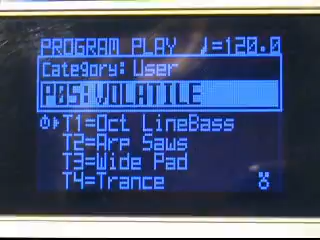 PROGRAM PLAY ♩=120.0
Category: User
P05:VOLATILE
T1=Oct LineBass
T2=Arp Saws
T3=Wide Pad
T4=Trance